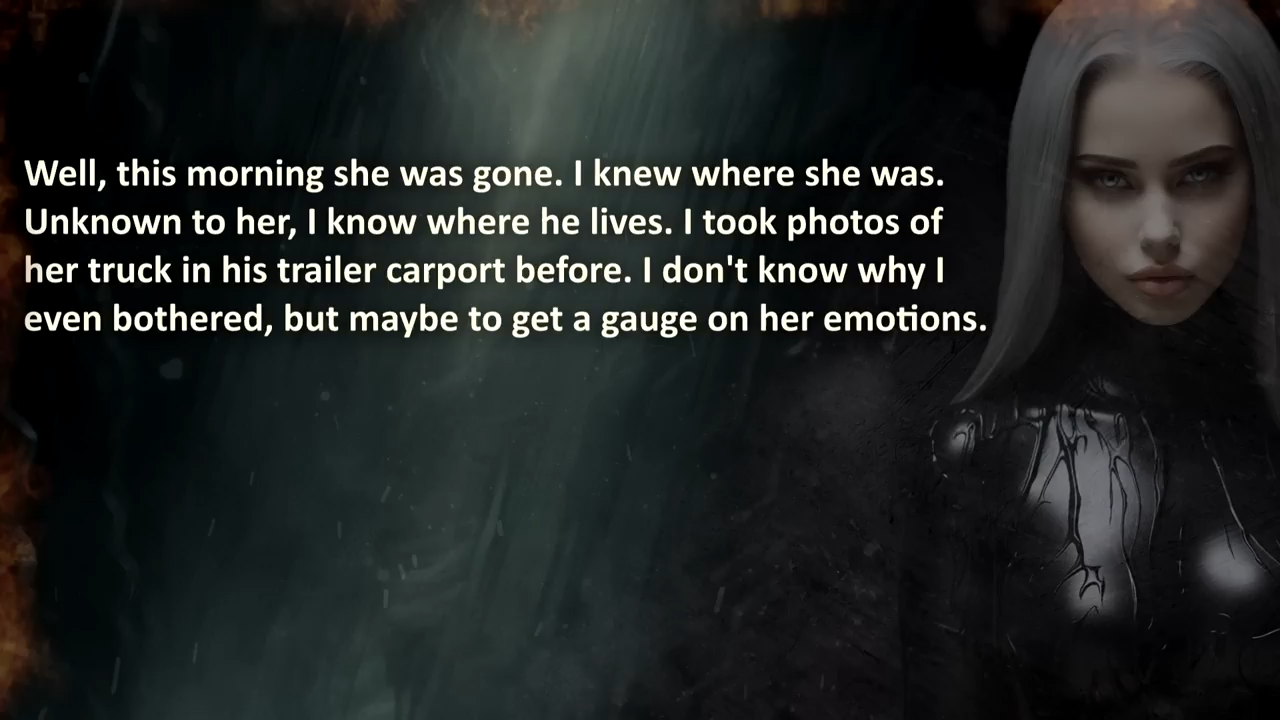 Well, this morning she was gone. I knew where she was.
Unknown to her, I know where he lives. I took photos of
her truck in his trailer carport before. I don't know why I
even bothered, but maybe to get a gauge on her emotions.